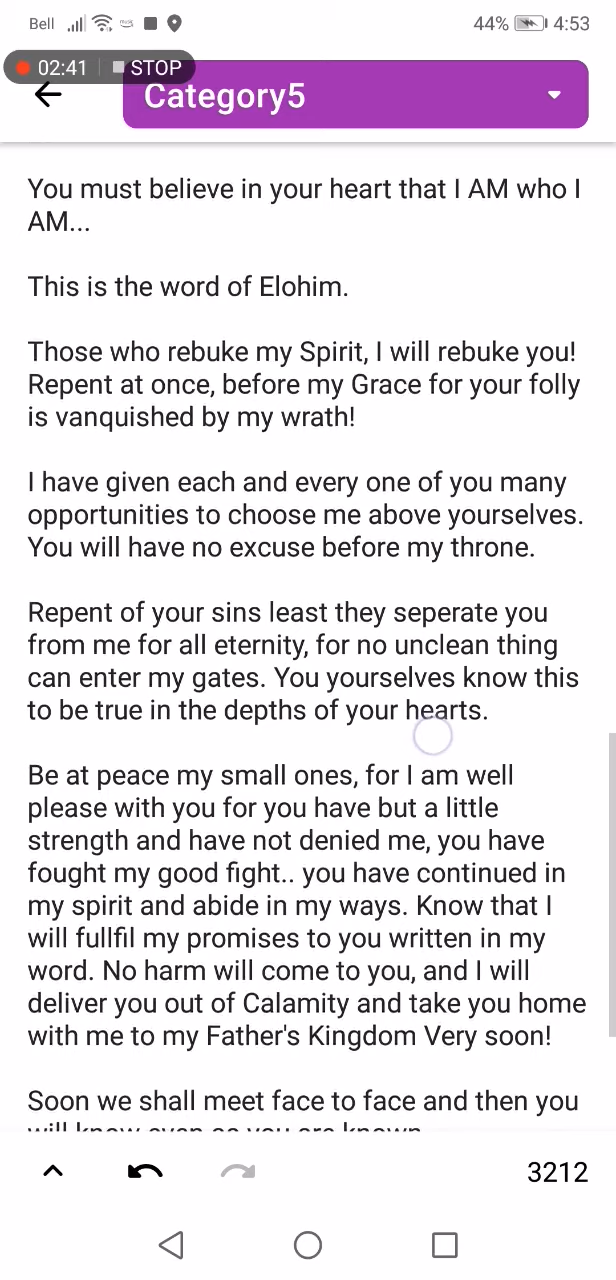 Bell 44% 4:53
02:41 STOP
Category5
You must believe in your heart that I AM who I
AM...
This is the word of Elohim.
Those who rebuke my Spirit, I will rebuke you!
Repent at once, before my Grace for your folly
is vanquished by my wrath!
I have given each and every one of you many
opportunities to choose me above yourselves.
You will have no excuse before my throne.
Repent of your sins least they seperate you
from me for all eternity, for no unclean thing
can enter my gates. You yourselves know this
to be true in the depths of your hearts.
Be at peace my small ones, for I am well
please with you for you have but a little
strength and have not denied me, you have
fought my good fight.. you have continued in
my spirit and abide in my ways. Know that I
will fullfil my promises to you written in my
word. No harm will come to you, and I will
deliver you out of Calamity and take you home
with me to my Father's Kingdom Very soon!
Soon we shall meet face to face and then you
will know even as you are known
3212